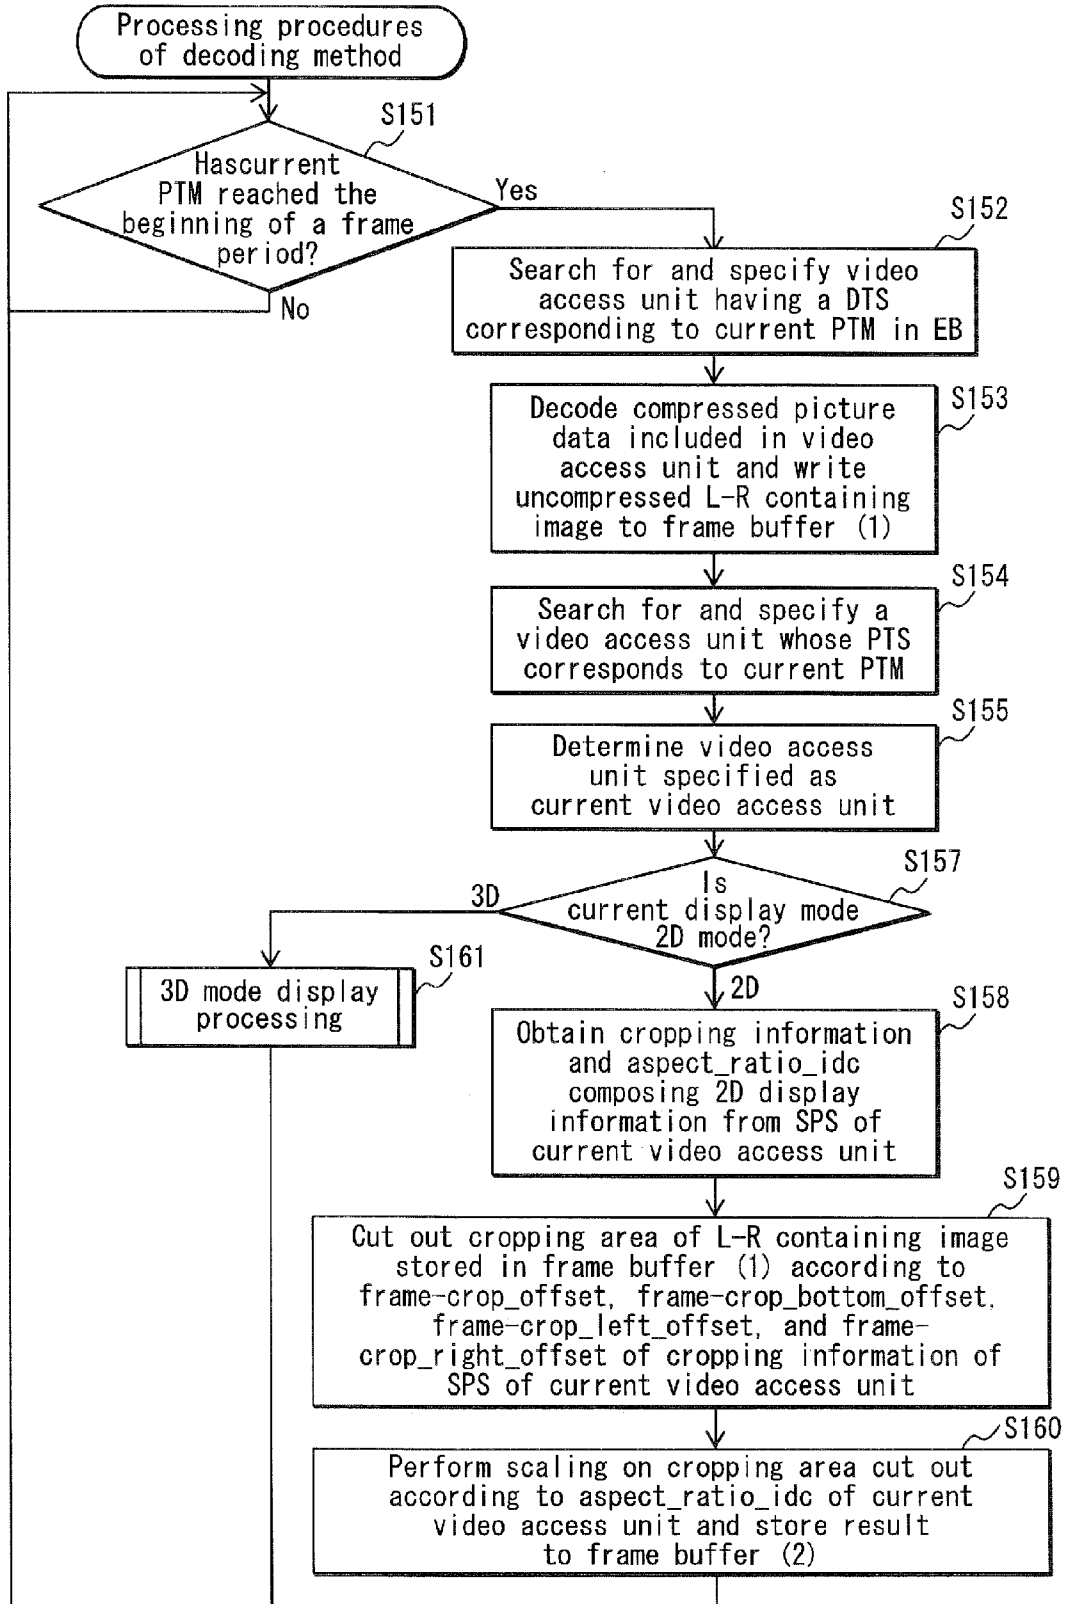 Processing procedures
of decoding method
S151
Hascurrent
PTM reached the
beginning of a frame
period?
Yes
No
S152
Search for and specify video
access unit having a DTS
corresponding to current PTM in EB
S153
Decode compressed picture
data included in video
access unit and write
uncompressed L-R containing
image to frame buffer (1)
S154
Search for and specify a
video access unit whose PTS
corresponds to current PTM
S155
Determine video access
unit specified as
current video access unit
S157
Is
current display mode
2D mode?
3D
2D
S161
3D mode display
processing
S158
Obtain cropping information
and aspect_ratio_idc
composing 2D display
information from SPS of
current video access unit
S159
Cut out cropping area of L-R containing image
stored in frame buffer (1) according to
frame-crop_offset, frame-crop_bottom_offset,
frame-crop_left_offset, and frame-
crop_right_offset of cropping information of
SPS of current video access unit
S160
Perform scaling on cropping area cut out
according to aspect_ratio_idc of current
video access unit and store result
to frame buffer (2)